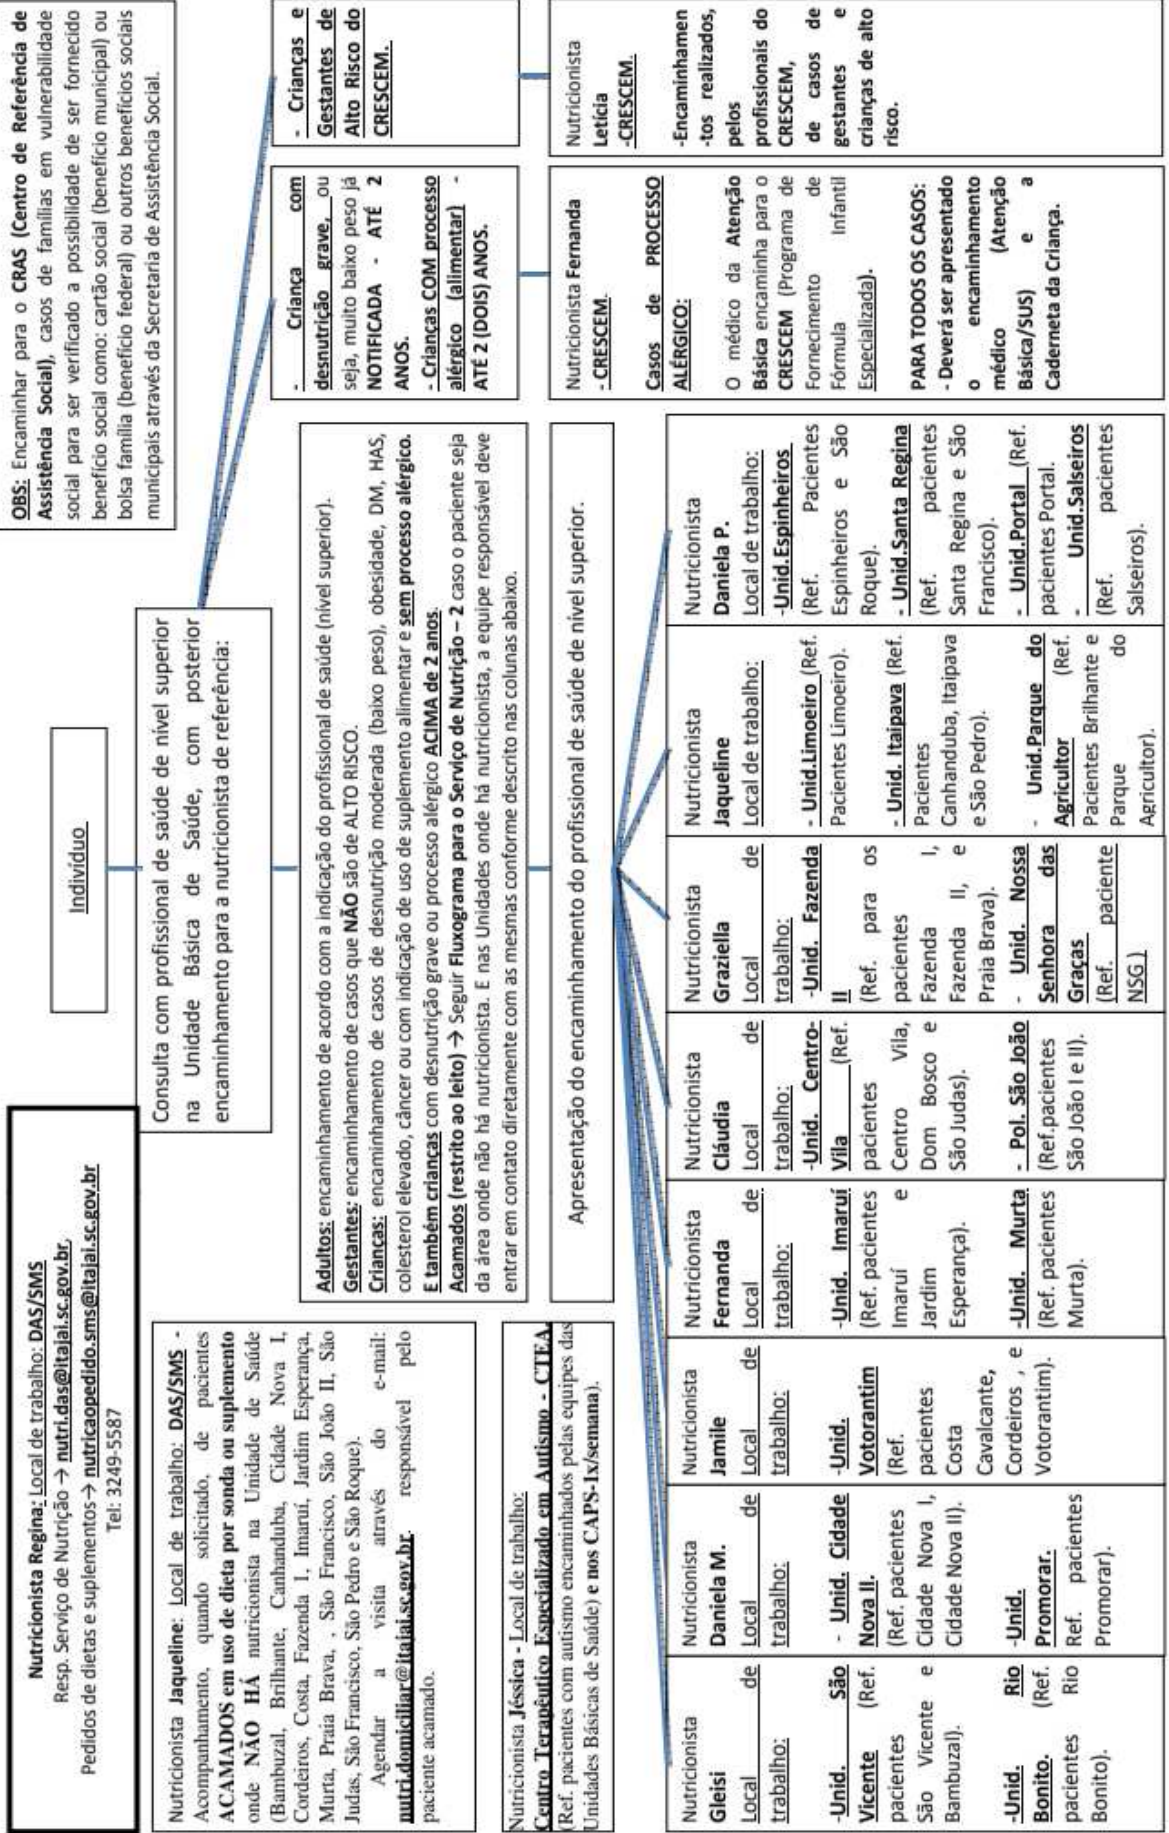 Nutricionista Regina: Local de trabalho: DAS/SMS
Resp. Serviço de Nutrição → nutri.das@itajai.sc.gov.br,
Pedidos de dietas e suplementos→ nutricaopedido.sms@itajai.sc.gov.br
Tel: 3249-5587
Indivíduo
OBS: Encaminhar para o CRAS (Centro de Referência de
Assistência Social), casos de famílias em vulnerabilidade
social para ser verificado a possibilidade de ser fornecido
benefício social como: cartão social (benefício municipal) ou
bolsa família (benefício federal) ou outros benefícios sociais
municipais através da Secretaria de Assistência Social.
Consulta com profissional de saúde de nível superior
na Unidade Básica de Saúde, com posterior
encaminhamento para a nutricionista de referência:
Nutricionista Jaqueline: Local de trabalho: DAS/SMS -
Acompanhamento, quando solicitado, de pacientes
ACAMADOS em uso de dieta por sonda ou suplemento
onde NÃO HÁ nutricionista na Unidade de Saúde
(Bambuzal, Brilhante, Canhanduba, Cidade Nova I,
Cordeiros, Costa, Fazenda I, Imaruí, Jardim Esperança,
Murta, Praia Brava, , São Francisco, São João II, São
Judas, São Francisco, São Pedro e São Roque).
Agendar a visita através do e-mail:
nutri.domiciliar@itajai.sc.gov.br. responsável pelo
paciente acamado.
Adultos: encaminhamento de acordo com a indicação do profissional de saúde (nível superior).
Gestantes: encaminhamento de casos que NÃO são de ALTO RISCO.
Crianças: encaminhamento de casos de desnutrição moderada (baixo peso), obesidade, DM, HAS,
colesterol elevado, câncer ou com indicação de uso de suplemento alimentar e sem processo alérgico.
E também crianças com desnutrição grave ou processo alérgico ACIMA de 2 anos.
Acamados (restrito ao leito) → Seguir Fluxograma para o Serviço de Nutrição – 2 caso o paciente seja
da área onde não há nutricionista. E nas Unidades onde há nutricionista, a equipe responsável deve
entrar em contato diretamente com as mesmas conforme descrito nas colunas abaixo.
- Criança com
desnutrição grave, ou
seja, muito baixo peso já
NOTIFICADA - ATÉ 2
ANOS.
- Crianças COM processo
alérgico (alimentar) -
ATÉ 2 (DOIS) ANOS.
- Crianças e
Gestantes de
Alto Risco do
CRESCEM.
Nutricionista Jéssica - Local de trabalho:
Centro Terapêutico Especializado em Autismo - CTEA.
(Ref. pacientes com autismo encaminhados pelas equipes das
Unidades Básicas de Saúde) e nos CAPS-1x/semana).
Apresentação do encaminhamento do profissional de saúde de nível superior.
Nutricionista Fernanda
- CRESCEM.
Casos de PROCESSO
ALÉRGICO:
O médico da Atenção
Básica encaminha para o
CRESCEM (Programa de
Fornecimento de
Fórmula Infantil
Especializada).
PARA TODOS OS CASOS:
- Deverá ser apresentado
o encaminhamento
médico (Atenção
Básica/SUS) e a
Caderneta da Criança.
Nutricionista
Letícia
-CRESCEM.
-Encaminhamen
-tos realizados,
pelos
profissionais do
CRESCEM,
de casos de
gestantes e
crianças de alto
risco.
Nutricionista
Gleisi
Local de
trabalho:
-Unid. São
Vicente (Ref.
pacientes
São Vicente e
Bambuzal).
-Unid. Rio
Bonito. (Ref.
pacientes Rio
Bonito).
Nutricionista
Daniela M.
Local de
trabalho:
- Unid. Cidade
Nova II.
(Ref. pacientes
Cidade Nova I,
Cidade Nova II).
-Unid.
Promorar.
Ref. pacientes
Promorar).
Nutricionista
Jamile
Local de
trabalho:
-Unid.
Votorantim
(Ref.
pacientes
Costa
Cavalcante,
Cordeiros , e
Votorantim).
Nutricionista
Fernanda
Local de
trabalho:
-Unid. Imaruí
(Ref. pacientes
Imaruí e
Jardim
Esperança).
-Unid. Murta
(Ref. pacientes
Murta).
Nutricionista
Cláudia
Local de
trabalho:
-Unid. Centro-
Vila (Ref.
pacientes
Centro Vila,
Dom Bosco e
São Judas).
- Pol. São João
(Ref.pacientes
São João I e II).
Nutricionista
Graziella
Local de
trabalho:
-Unid. Fazenda
II
(Ref. para os
pacientes
Fazenda I,
Fazenda II, e
Praia Brava).
- Unid. Nossa
Senhora das
Graças
(Ref. paciente
NSG)
Nutricionista
Jaqueline
Local de trabalho:
- Unid.Limoeiro (Ref.
Pacientes Limoeiro).
- Unid. Itaipava (Ref.
Pacientes
Canhanduba, Itaipava
e São Pedro).
- Unid.Parque do
Agricultor (Ref.
Pacientes Brilhante e
Parque do
Agricultor).
Nutricionista
Daniela P.
Local de trabalho:
-Unid.Espinheiros
(Ref. Pacientes
Espinheiros e São
Roque).
- Unid.Santa Regina
(Ref. pacientes
Santa Regina e São
Francisco).
- Unid.Portal (Ref.
pacientes Portal.
- Unid.Salseiros
(Ref. pacientes
Salseiros).